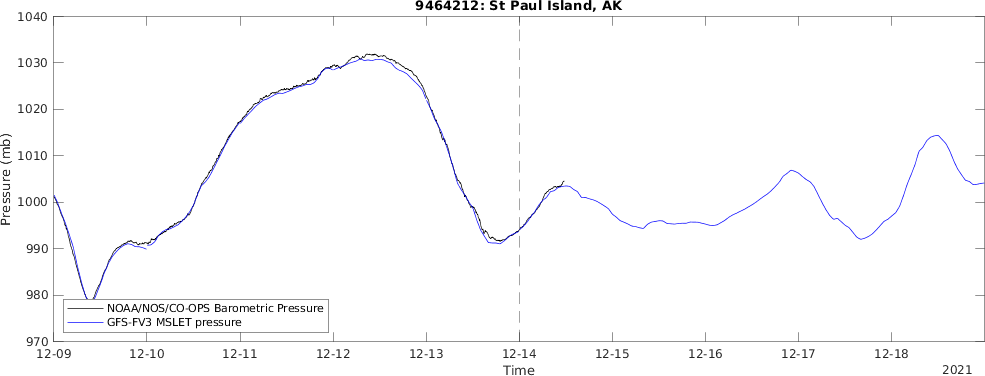 9464212: St Paul Island, AK
1040
1030
1020
1010
1000
990
980
970
Pressure (mb)
NOAA/NOS/CO-OPS Barometric Pressure
GFS-FV3 MSLET pressure
12-09 12-10 12-11 12-12 12-13 12-14 12-15 12-16 12-17 12-18
Time
2021